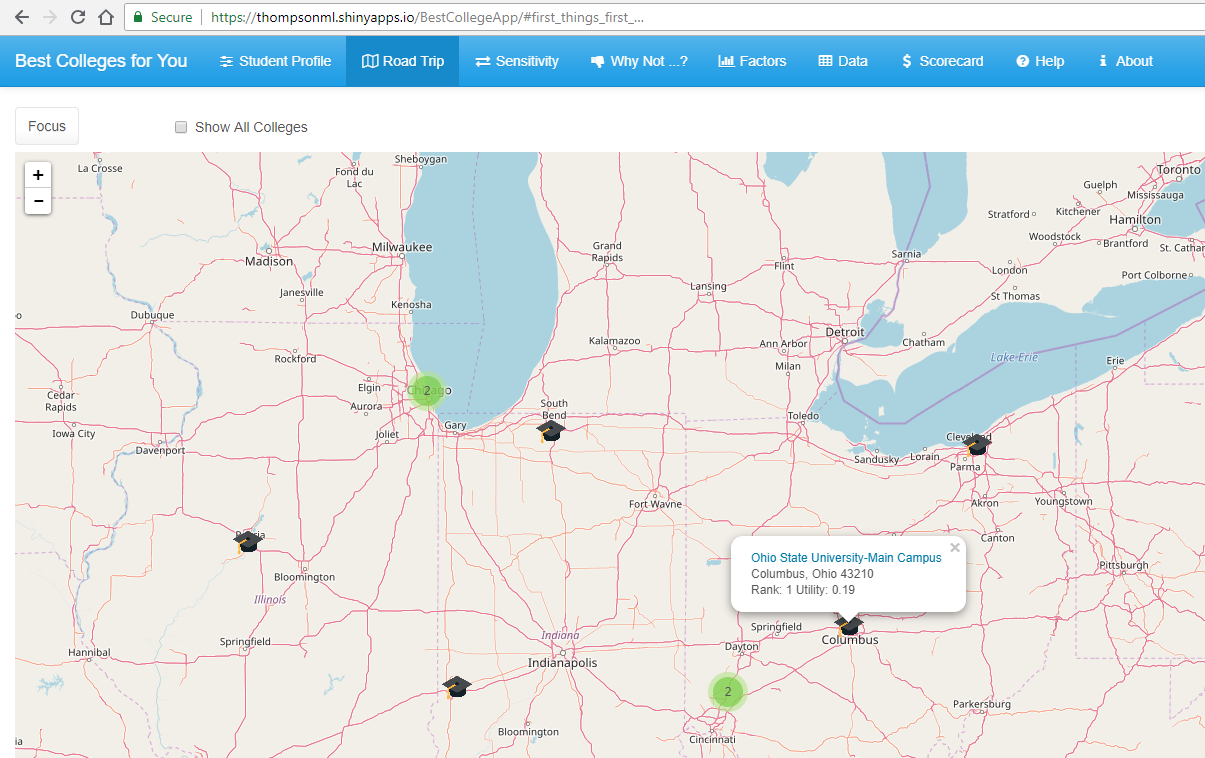 Secure https://thompsonml.shinyapps.io/BestCollegeApp/#first_things_first_...
Best Colleges for You Student Profile Road Trip Sensitivity Why Not ...? Factors Data Scorecard Help About
Focus Show All Colleges
+
−
La Crosse
Sheboygan
Fond du
Lac
Toronto
Guelph
Mississauga
Kitchener
Stratford
Hamilton
Milwaukee
Madison
Grand
Rapids
Woodstock
Brantford
St. Cathar
Sarnia
Flint
London
Port Colborne
Janesville
Lansing
St Thomas
Kenosha
Dubuque
o
Detroit
Chatham
Kalamazoo
Ann Arbor
Rockford
Milan
Lake Erie
Erie
Elgin
2
Cedar
Rapids
Aurora
South
Bend
Toledo
Gary
Iowa City
Joliet
Davenport
Cleveland
Sandusky
Lorain
Parma
Fort Wayne
Akron
Youngstown
Canton
Ohio State University-Main Campus
Columbus, Ohio 43210
Rank: 1 Utility: 0.19
×
Pittsburgh
Bloomington
Illinois
Springfield
Springfield
Indiana
Columbus
Hannibal
Dayton
Indianapolis
2
Parkersburg
Bloomington
Cincinnati
ia